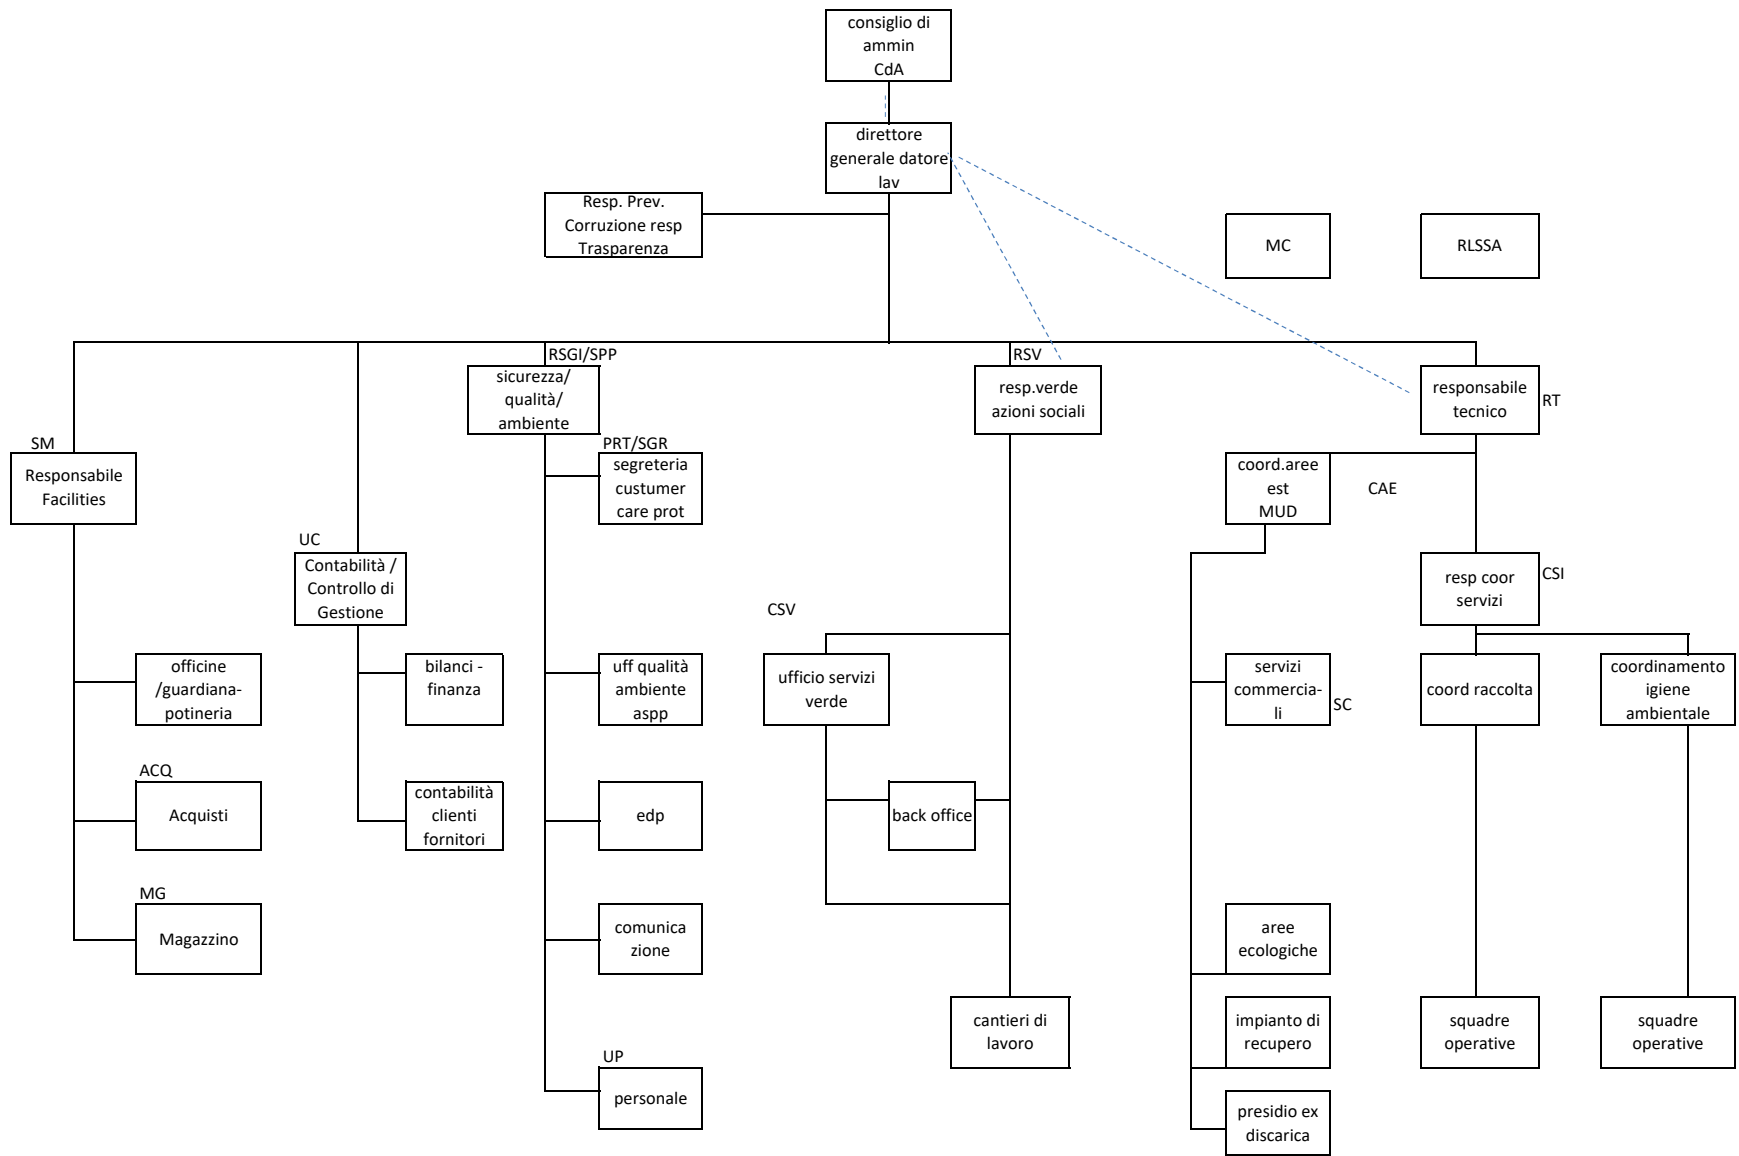 consiglio di
ammin
CdA
direttore
generale datore
lav
Resp. Prev.
Corruzione resp
Trasparenza
MC
RLSSA
RSGI/SPP
sicurezza/
qualità/
ambiente
RSV
resp.verde
azioni sociali
responsabile
tecnico
RT
SM
Responsabile
Facilities
PRT/SGR
segreteria
custumer
care prot
coord.aree
est
MUD
CAE
UC
Contabilità /
Controllo di
Gestione
resp coor
servizi
CSI
CSV
officine
/guardiana-
potineria
bilanci -
finanza
uff qualità
ambiente
aspp
ufficio servizi
verde
servizi
commercia-
li
SC
coord raccolta
coordinamento
igiene
ambientale
ACQ
Acquisti
contabilità
clienti
fornitori
edp
back office
MG
Magazzino
comunica
zione
aree
ecologiche
cantieri di
lavoro
impianto di
recupero
squadre
operative
squadre
operative
UP
personale
presidio ex
discarica